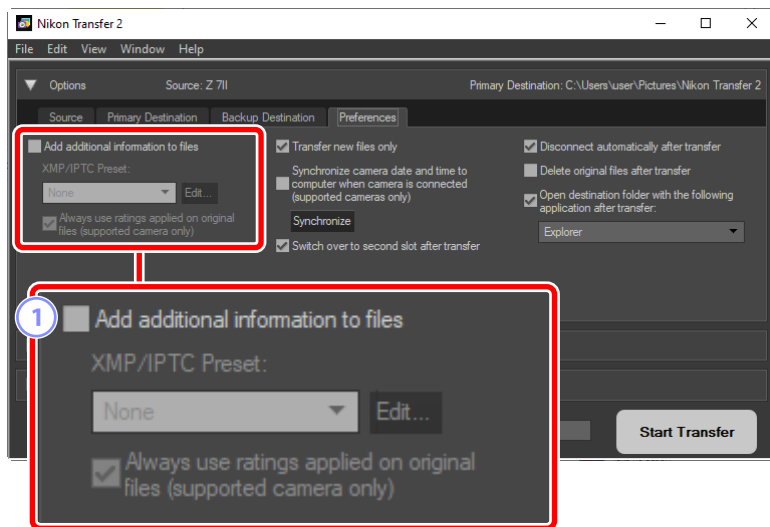 Nikon Transfer 2
File Edit View Window Help
Options Source: Z 7II Primary Destination: C:\Users\user\Pictures\Nikon Transfer 2
Source Primary Destination Backup Destination Preferences
Add additional information to files
XMP/IPTC Preset:
None Edit...
Always use ratings applied on original
files (supported camera only)
Transfer new files only
Synchronize camera date and time to
computer when camera is connected
(supported cameras only)
Synchronize
Switch over to second slot after transfer
Disconnect automatically after transfer
Delete original files after transfer
Open destination folder with the following
application after transfer:
Explorer
1 Add additional information to files
XMP/IPTC Preset:
None Edit...
Always use ratings applied on original
files (supported camera only)
Start Transfer